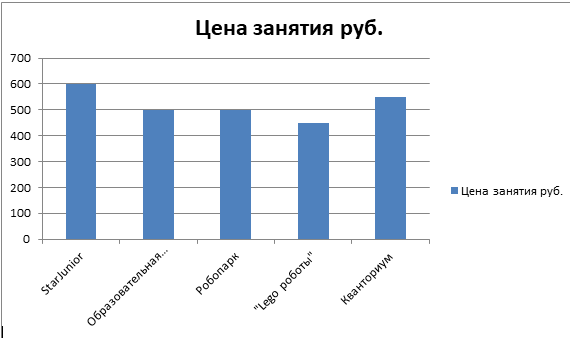 Цена занятия руб.
700
600
500
400
300
200
100
0
StarJunior
Образовательная...
Робопарк
"Lego роботы"
Кванториум
Цена занятия руб.